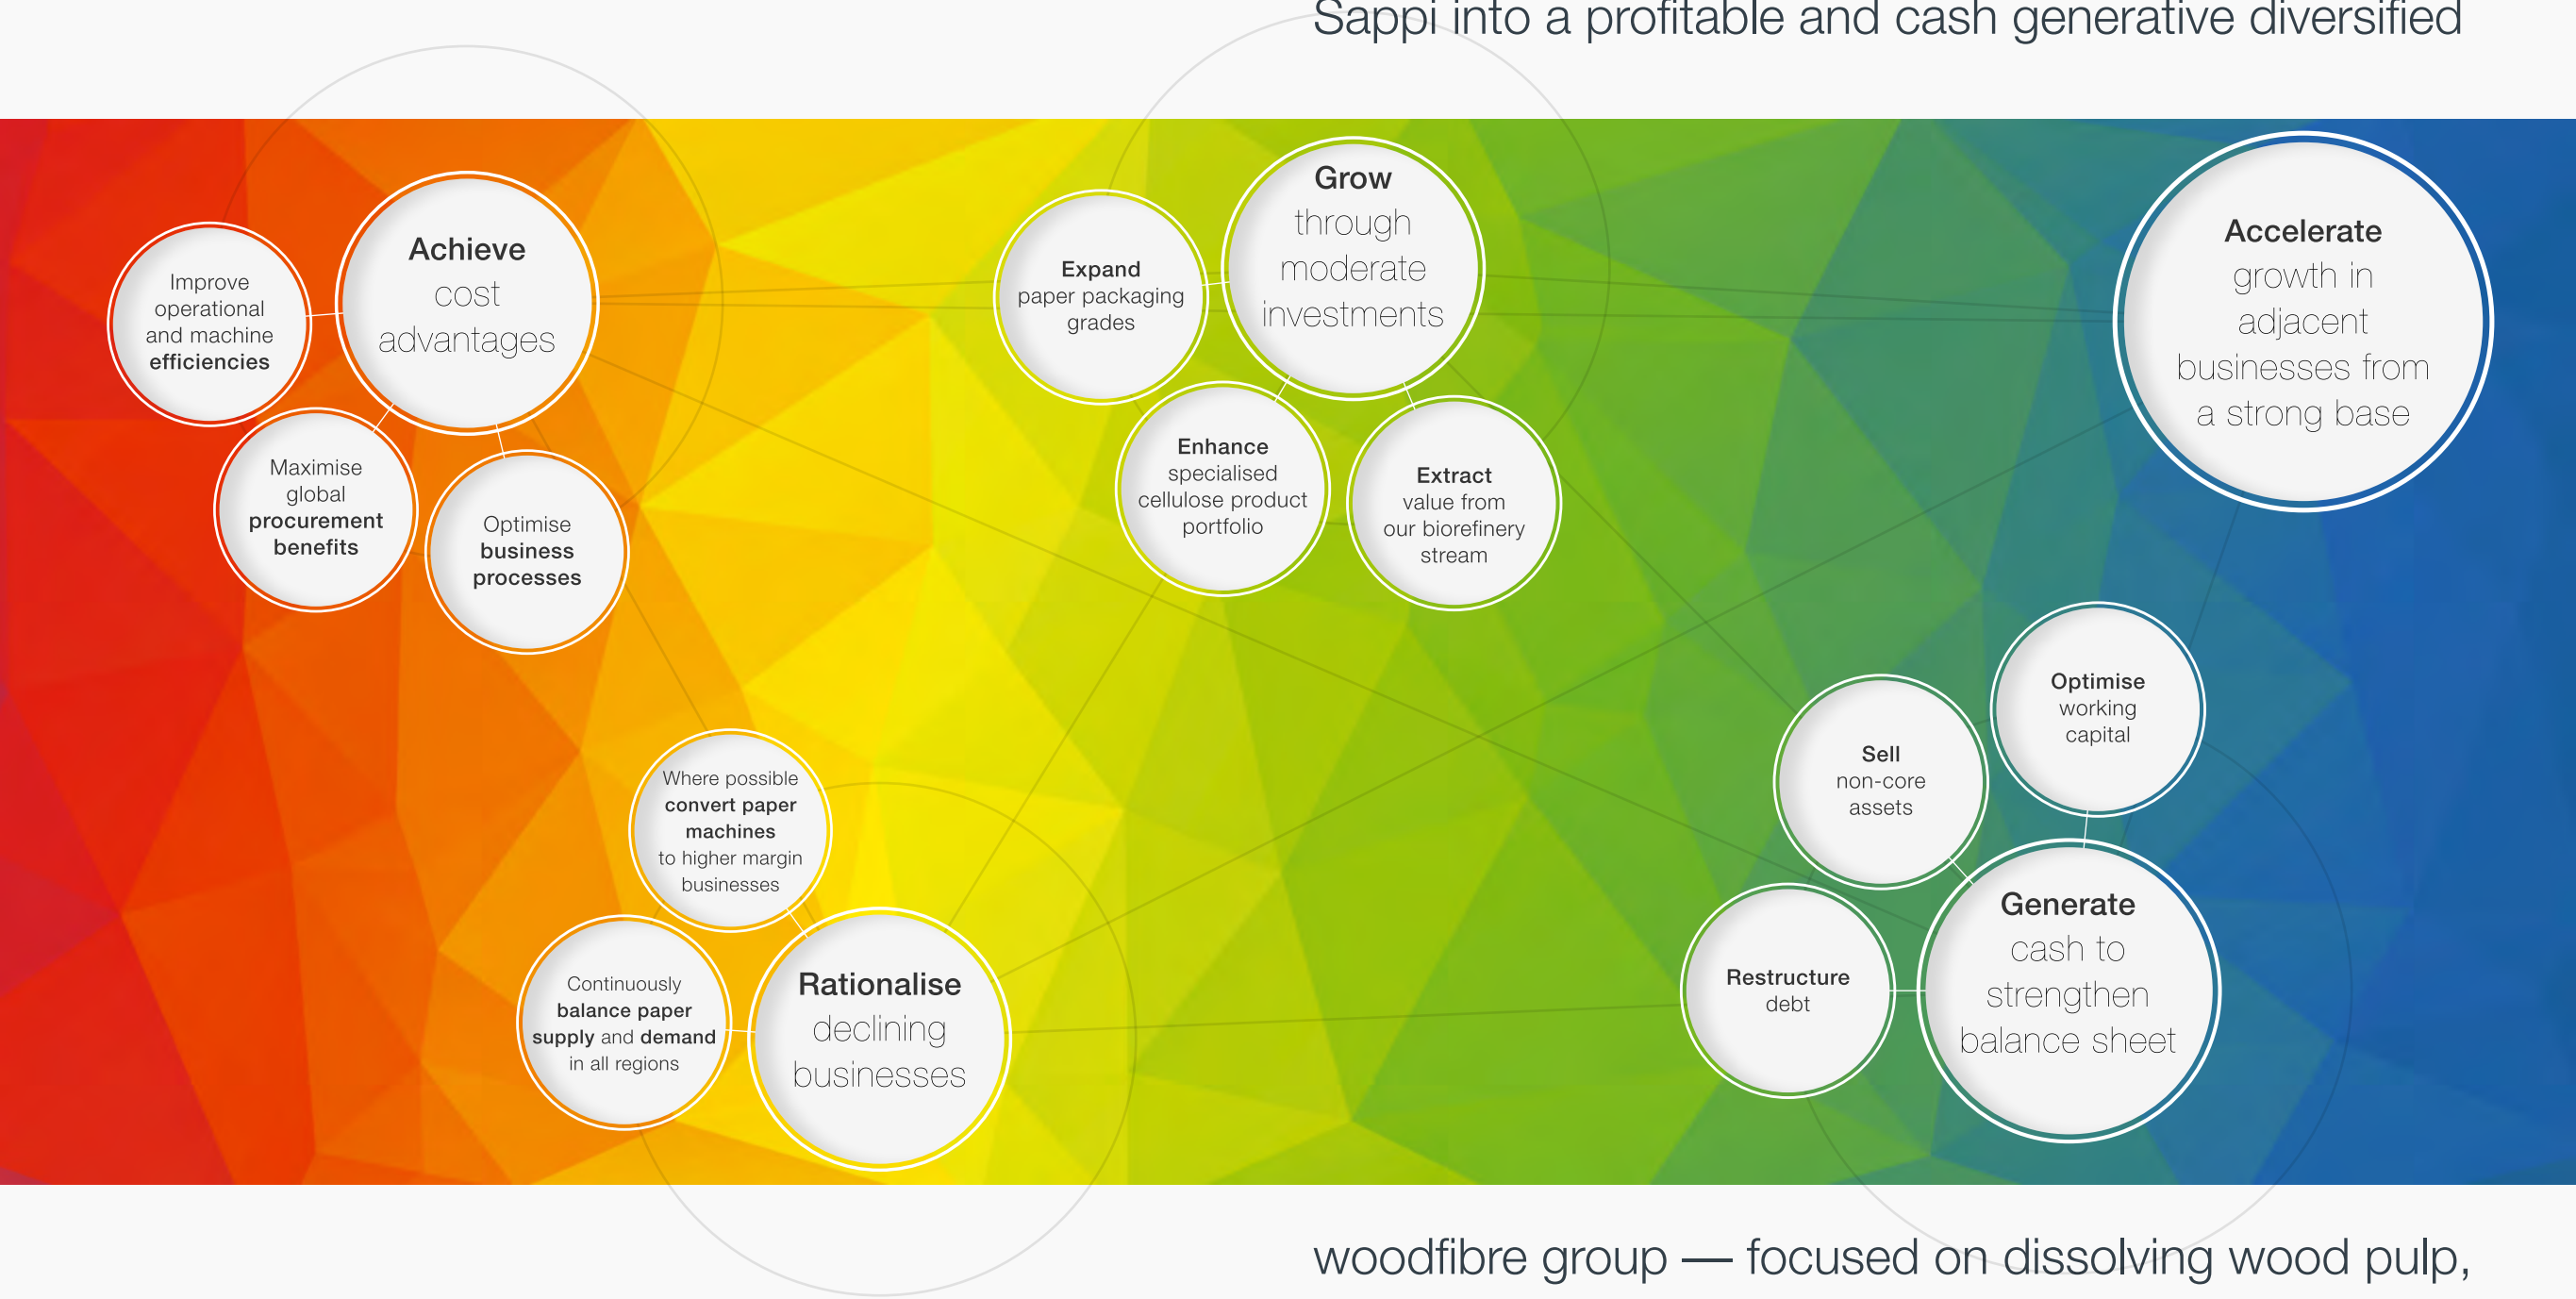 Sappi into a profitable and cash generative diversified
Achieve
cost
advantages
Improve
operational
and machine
efficiencies
Maximise
global
procurement
benefits
Optimise
business
processes
Grow
through
moderate
investments
Expand
paper packaging
grades
Enhance
specialised
cellulose product
portfolio
Extract
value from
our biorefinery
stream
Accelerate
growth in
adjacent
businesses from
a strong base
Where possible
convert paper
machines
to higher margin
businesses
Continuously
balance paper
supply and demand
in all regions
Rationalise
declining
businesses
Optimise
working
capital
Sell
non-core
assets
Restructure
debt
Generate
cash to
strengthen
balance sheet
woodfibre group — focused on dissolving wood pulp,